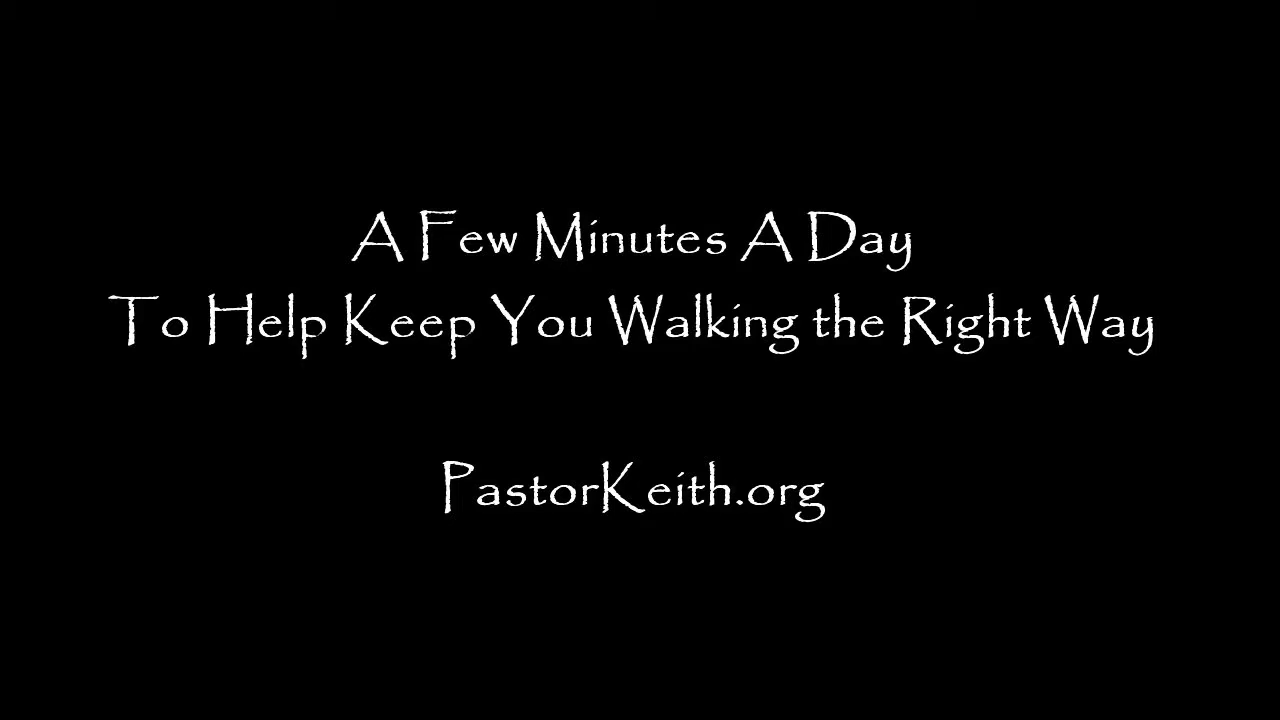 A Few Minutes A Day
To Help Keep You Walking the Right Way
PastorKeith.org